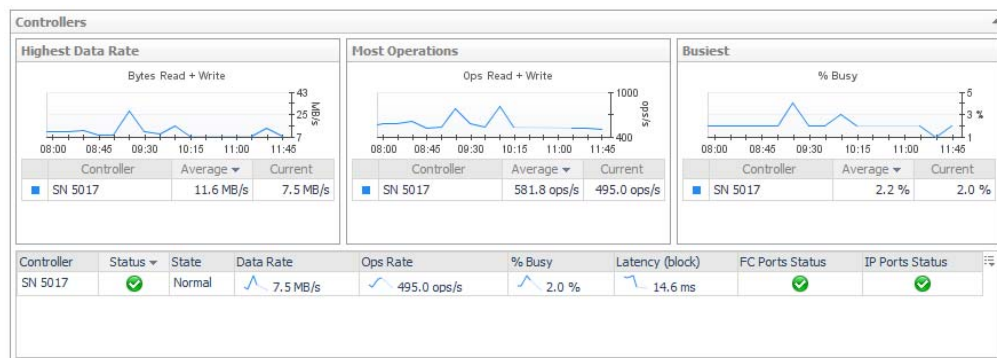 Controllers
Highest Data Rate
Bytes Read + Write
43
25
7
MB/s
08:00 08:45 09:30 10:15 11:00 11:45
Controller Average Current
SN 5017 11.6 MB/s 7.5 MB/s
Most Operations
Ops Read + Write
1000
400
ops/s
08:00 08:45 09:30 10:15 11:00 11:45
Controller Average Current
SN 5017 581.8 ops/s 495.0 ops/s
Busiest
% Busy
5
3
1
%
08:00 08:45 09:30 10:15 11:00 11:45
Controller Average Current
SN 5017 2.2 % 2.0 %
Controller Status State Data Rate Ops Rate % Busy Latency (block) FC Ports Status IP Ports Status
SN 5017 Normal 7.5 MB/s 495.0 ops/s 2.0 % 14.6 ms